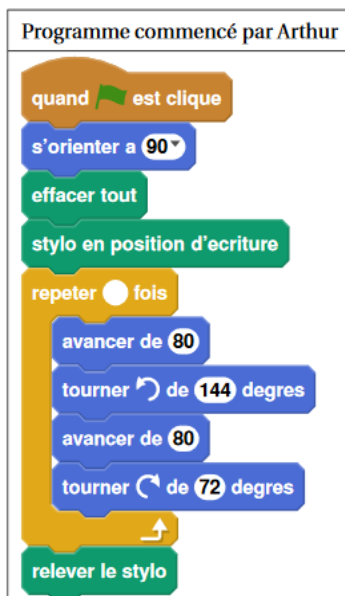 Programme commencé par Arthur
quand est clique
s'orienter a 90
effacer tout
stylo en position d'ecriture
repeter fois
avancer de 80
tourner de 144 degres
avancer de 80
tourner de 72 degres
relever le stylo